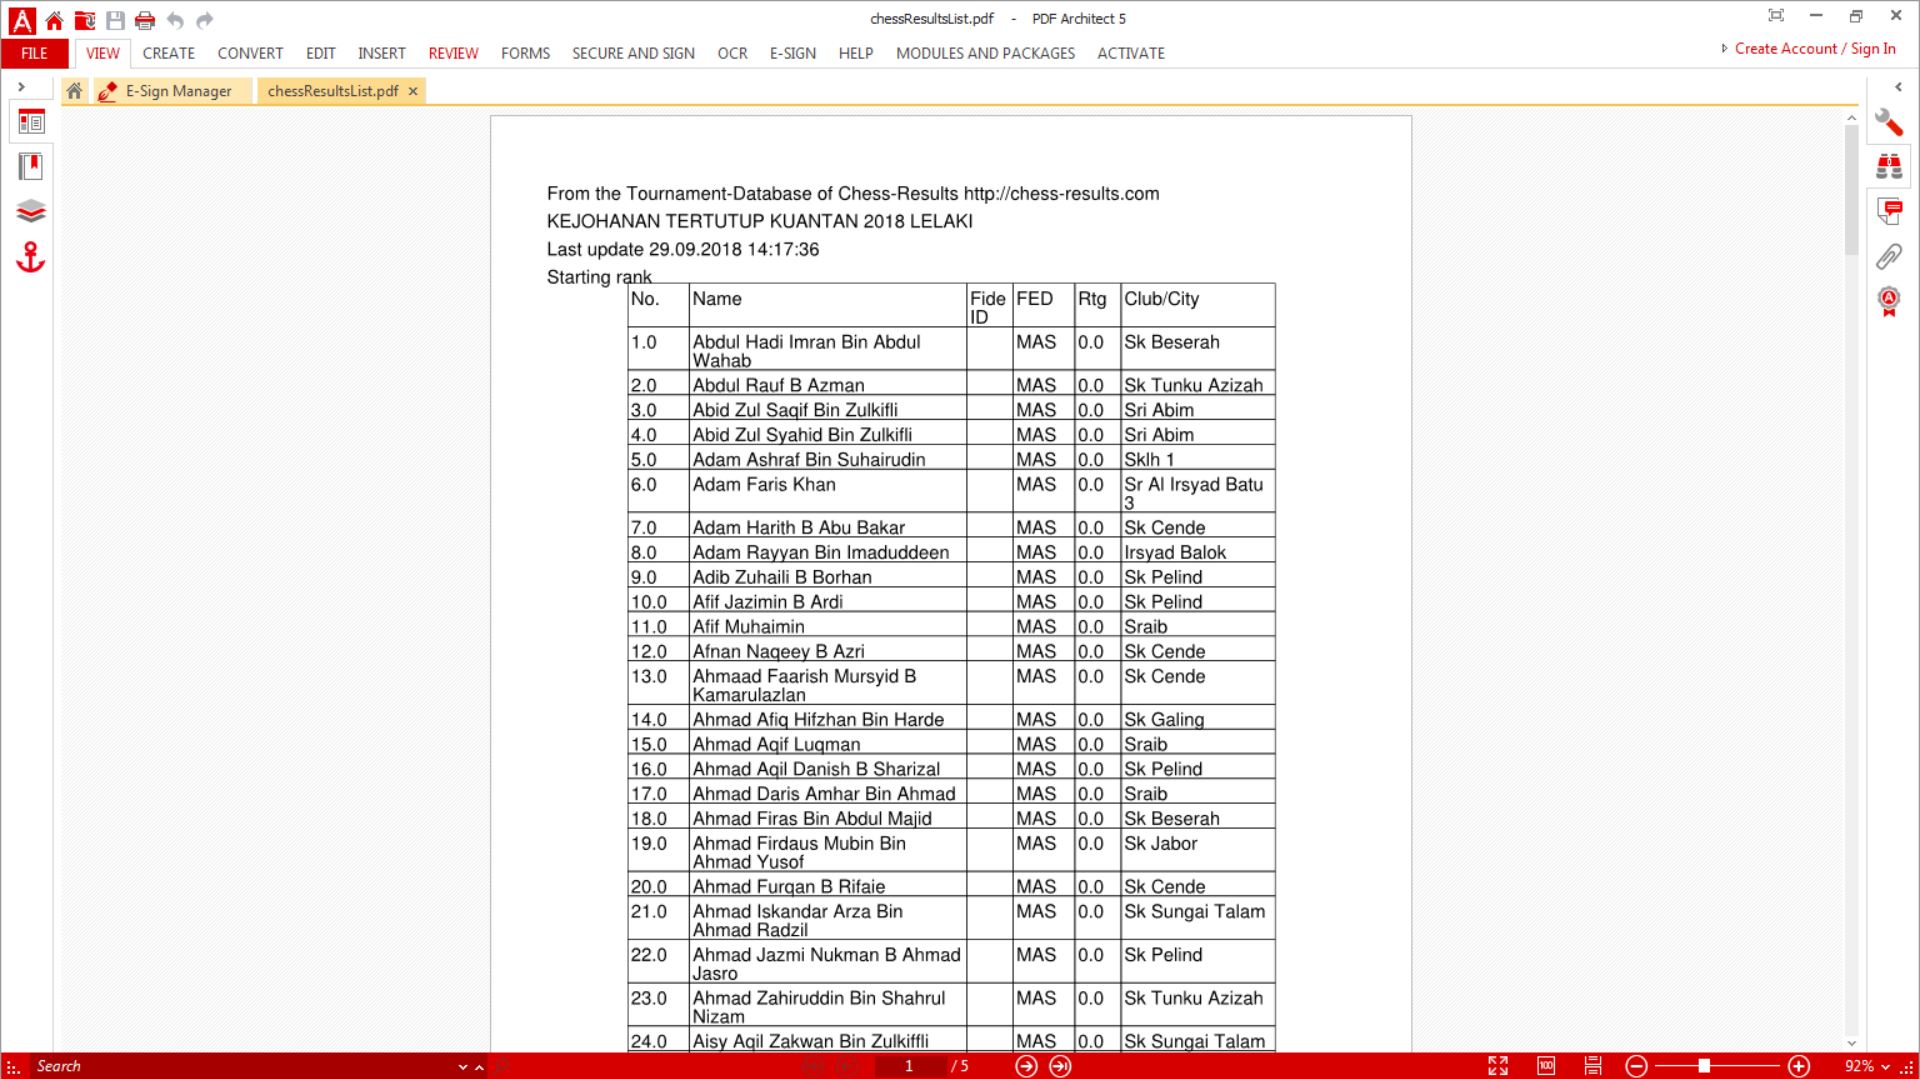 chessResultsList.pdf - PDF Architect 5
FILE VIEW CREATE CONVERT EDIT INSERT REVIEW FORMS SECURE AND SIGN OCR E-SIGN HELP MODULES AND PACKAGES ACTIVATE Create Account / Sign In
E-Sign Manager chessResultsList.pdf
From the Tournament-Database of Chess-Results http://chess-results.com
KEJOHANAN TERTUTUP KUANTAN 2018 LELAKI
Last update 29.09.2018 14:17:36
Starting rank
No. Name Fide ID FED Rtg Club/City
1.0 Abdul Hadi Imran Bin Abdul Wahab MAS 0.0 Sk Beserah
2.0 Abdul Rauf B Azman MAS 0.0 Sk Tunku Azizah
3.0 Abid Zul Saqif Bin Zulkifli MAS 0.0 Sri Abim
4.0 Abid Zul Syahid Bin Zulkifli MAS 0.0 Sri Abim
5.0 Adam Ashraf Bin Suhairudin MAS 0.0 Sklh 1
6.0 Adam Faris Khan MAS 0.0 Sr Al Irsyad Batu 3
7.0 Adam Harith B Abu Bakar MAS 0.0 Sk Cende
8.0 Adam Rayyan Bin Imaduddeen MAS 0.0 Irsyad Balok
9.0 Adib Zuhaili B Borhan MAS 0.0 Sk Pelind
10.0 Afif Jazimin B Ardi MAS 0.0 Sk Pelind
11.0 Afif Muhaimin MAS 0.0 Sraib
12.0 Afnan Naqeey B Azri MAS 0.0 Sk Cende
13.0 Ahmaad Faarish Mursyid B Kamarulazlan MAS 0.0 Sk Cende
14.0 Ahmad Afiq Hifzhan Bin Harde MAS 0.0 Sk Galing
15.0 Ahmad Aqif Luqman MAS 0.0 Sraib
16.0 Ahmad Aqil Danish B Sharizal MAS 0.0 Sk Pelind
17.0 Ahmad Daris Amhar Bin Ahmad MAS 0.0 Sraib
18.0 Ahmad Firas Bin Abdul Majid MAS 0.0 Sk Beserah
19.0 Ahmad Firdaus Mubin Bin Ahmad Yusof MAS 0.0 Sk Jabor
20.0 Ahmad Furqan B Rifaie MAS 0.0 Sk Cende
21.0 Ahmad Iskandar Arza Bin Ahmad Radzil MAS 0.0 Sk Sungai Talam
22.0 Ahmad Jazmi Nukman B Ahmad Jasro MAS 0.0 Sk Pelind
23.0 Ahmad Zahiruddin Bin Shahrul Nizam MAS 0.0 Sk Tunku Azizah
24.0 Aisy Aqil Zakwan Bin Zulkiffli MAS 0.0 Sk Sungai Talam
Search 1 / 5 100 92%